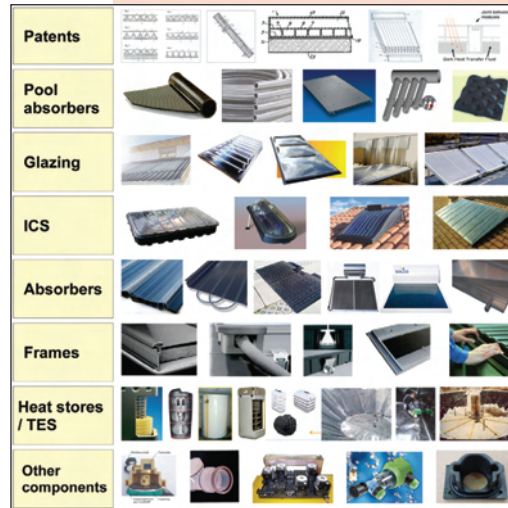 Patents
Pool
absorbers
Glazing
ICS
Absorbers
Frames
Heat stores
/ TES
Other
components